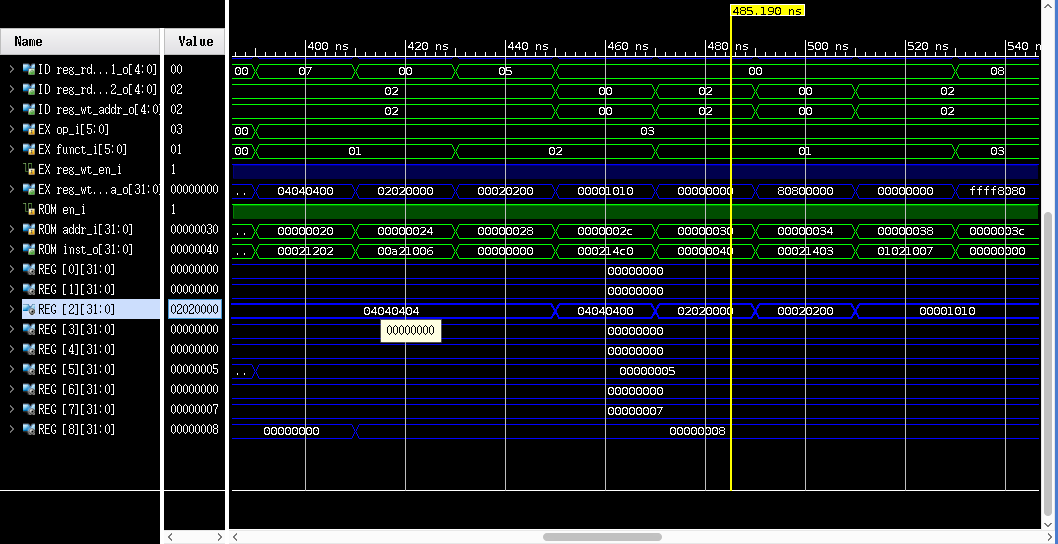 485.190 ns
Name Value 400 ns 420 ns 440 ns 460 ns 480 ns 500 ns 520 ns 540 n
ID reg_rd...1_o[4:0] 00 00 07 00 05 00 08
ID reg_rd...2_o[4:0] 02 02 00 02 00 02
ID reg_wt_addr_o[4:0] 02 02 00 02 00 02
EX op_i[5:0] 03 00 03
EX funct_i[5:0] 01 00 01 02 01 03
EX reg_wt_en_i 1
EX reg_wt...a_o[31:0] 00000000 .. 04040400 02020000 00020200 00001010 00000000 80800000 00000000 ffff8080
ROM en_i 1
ROM addr_i[31:0] 00000030 .. 00000020 00000024 00000028 0000002c 00000030 00000034 00000038 0000003c
ROM inst_o[31:0] 00000040 .. 00021202 00a21006 00000000 000214c0 00000040 00021403 01021007 00000000
REG [0][31:0] 00000000 00000000
REG [1][31:0] 00000000 00000000
REG [2][31:0] 02020000 04040404 04040400 02020000 00020200 00001010
REG [3][31:0] 00000000 00000000 00000000
REG [4][31:0] 00000000 00000000
REG [5][31:0] 00000005 .. 00000005
REG [6][31:0] 00000000 00000000
REG [7][31:0] 00000007 00000007
REG [8][31:0] 00000008 00000000 00000008